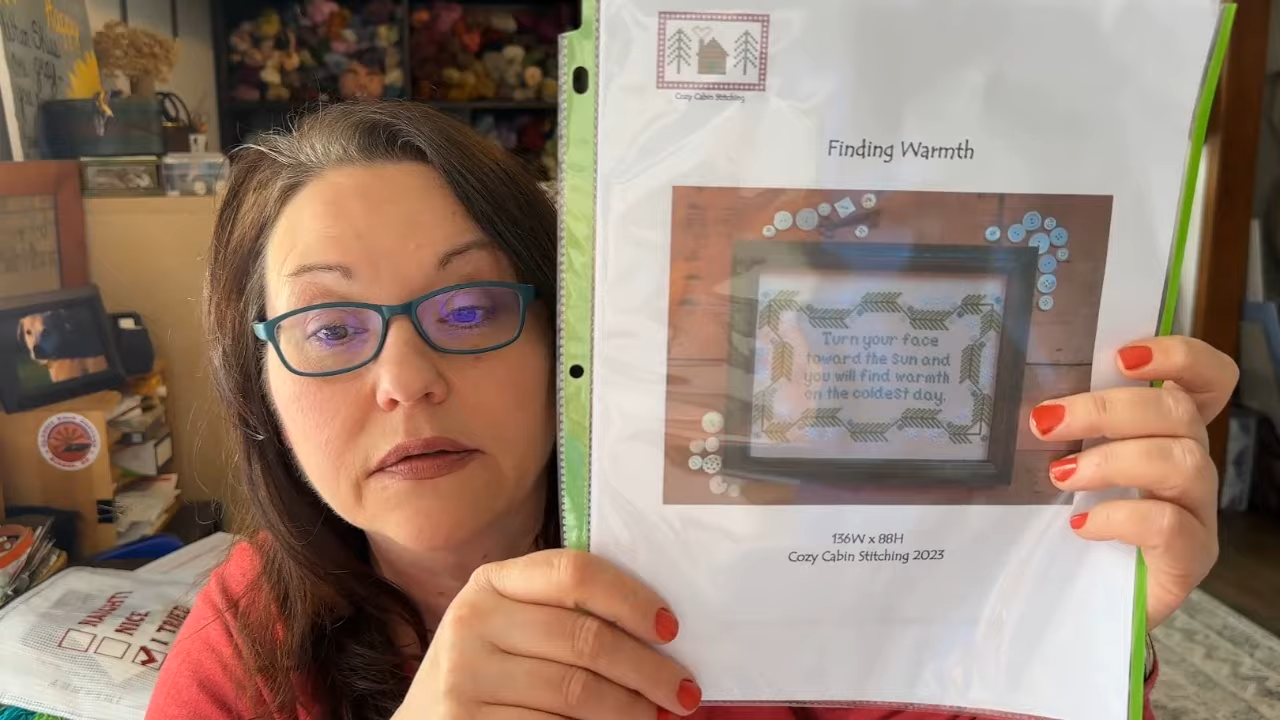 Cozy Cabin Stitching
Finding Warmth
Turn your face
toward the sun and
you will find warmth
on the coldest day.
136W x 88H
Cozy Cabin Stitching 2023
NAUGHTY
NICE
I TRIED